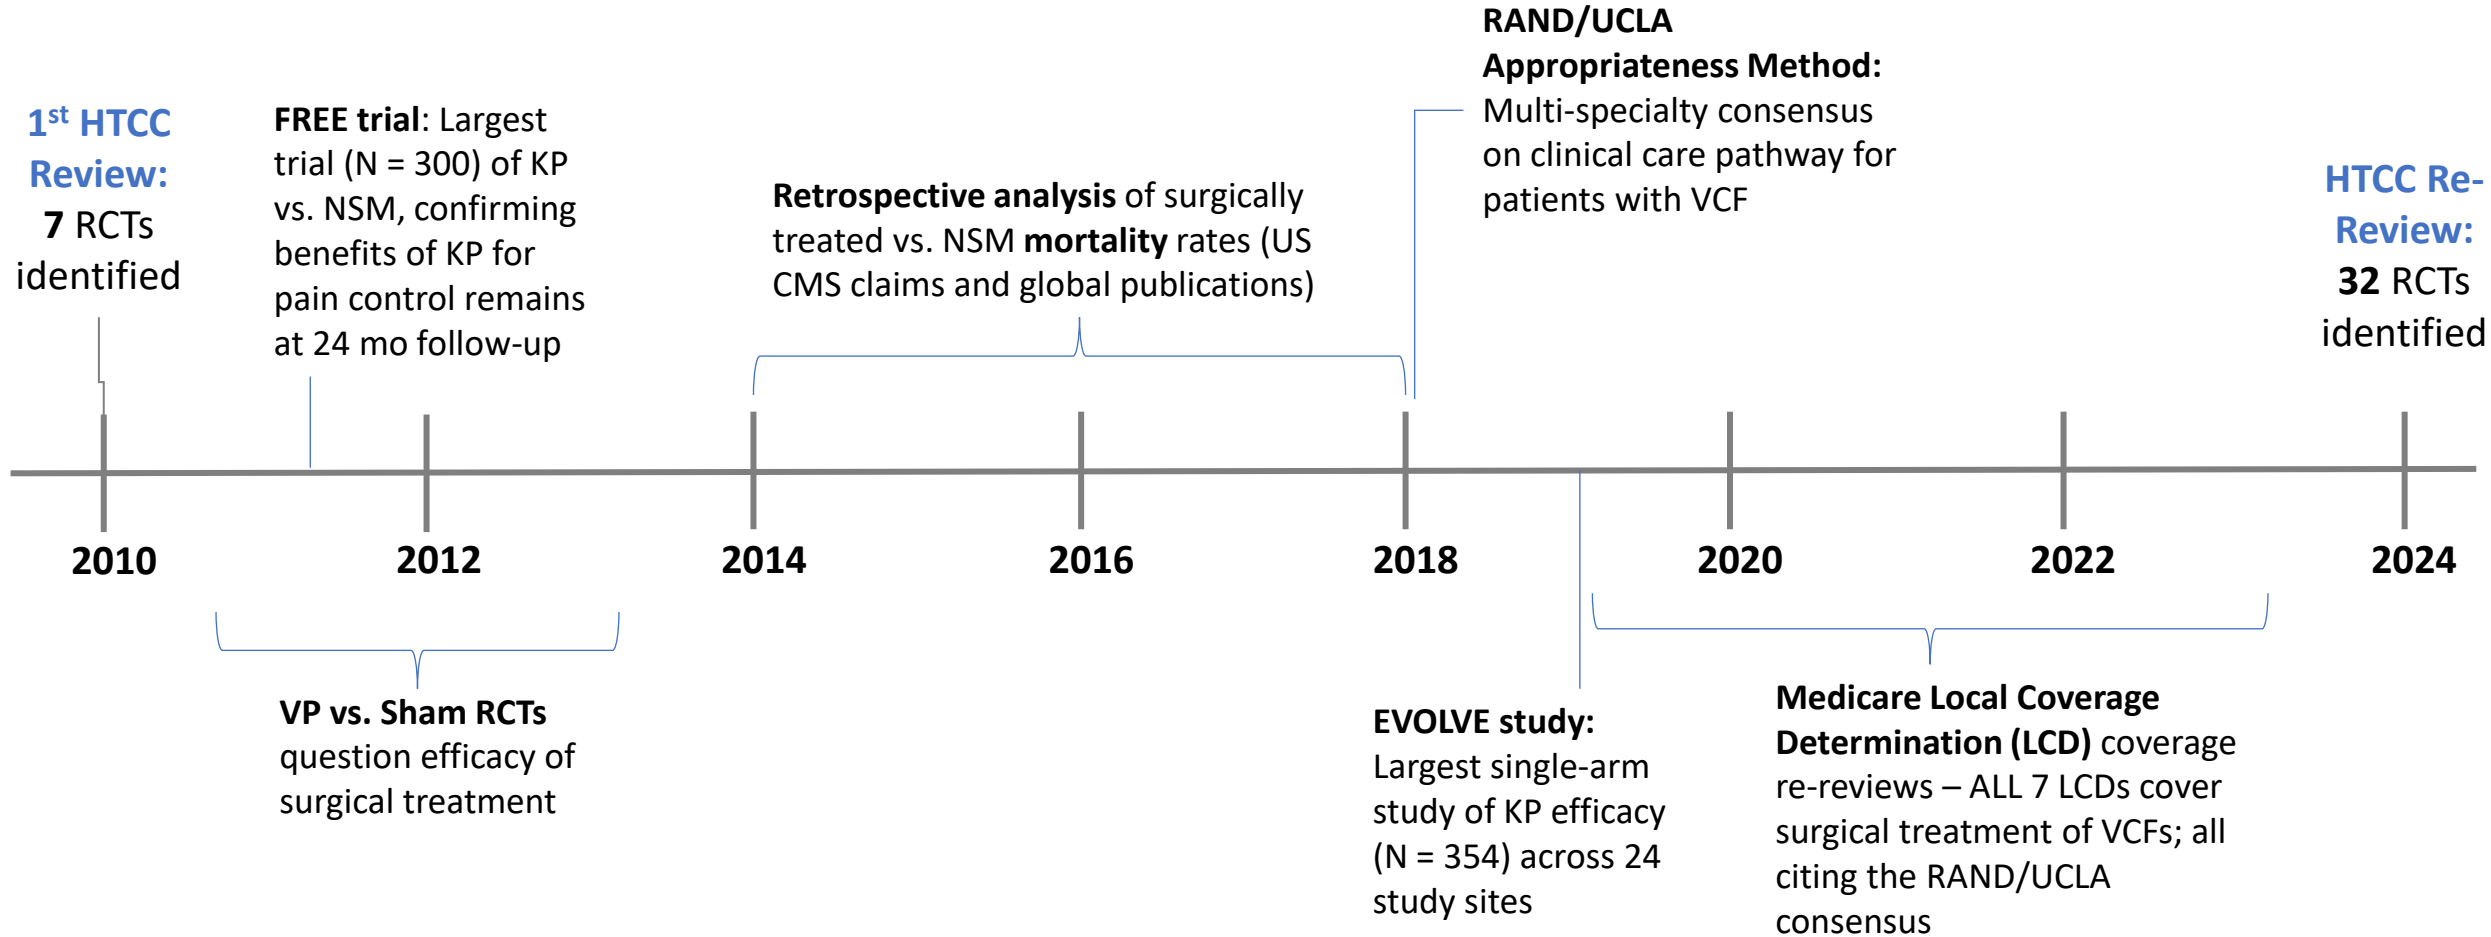 1st HTCC
Review:
7 RCTs
identified
FREE trial: Largest
trial (N = 300) of KP
vs. NSM, confirming
benefits of KP for
pain control remains
at 24 mo follow-up
Retrospective analysis of surgically
treated vs. NSM mortality rates (US
CMS claims and global publications)
RAND/UCLA
Appropriateness Method:
Multi-specialty consensus
on clinical care pathway for
patients with VCF
HTCC Re-
Review:
32 RCTs
identified
2010
2012
2014
2016
2018
2020
2022
2024
VP vs. Sham RCTs
question efficacy of
surgical treatment
EVOLVE study:
Largest single-arm
study of KP efficacy
(N = 354) across 24
study sites
Medicare Local Coverage
Determination (LCD) coverage
re-reviews – ALL 7 LCDs cover
surgical treatment of VCFs; all
citing the RAND/UCLA
consensus